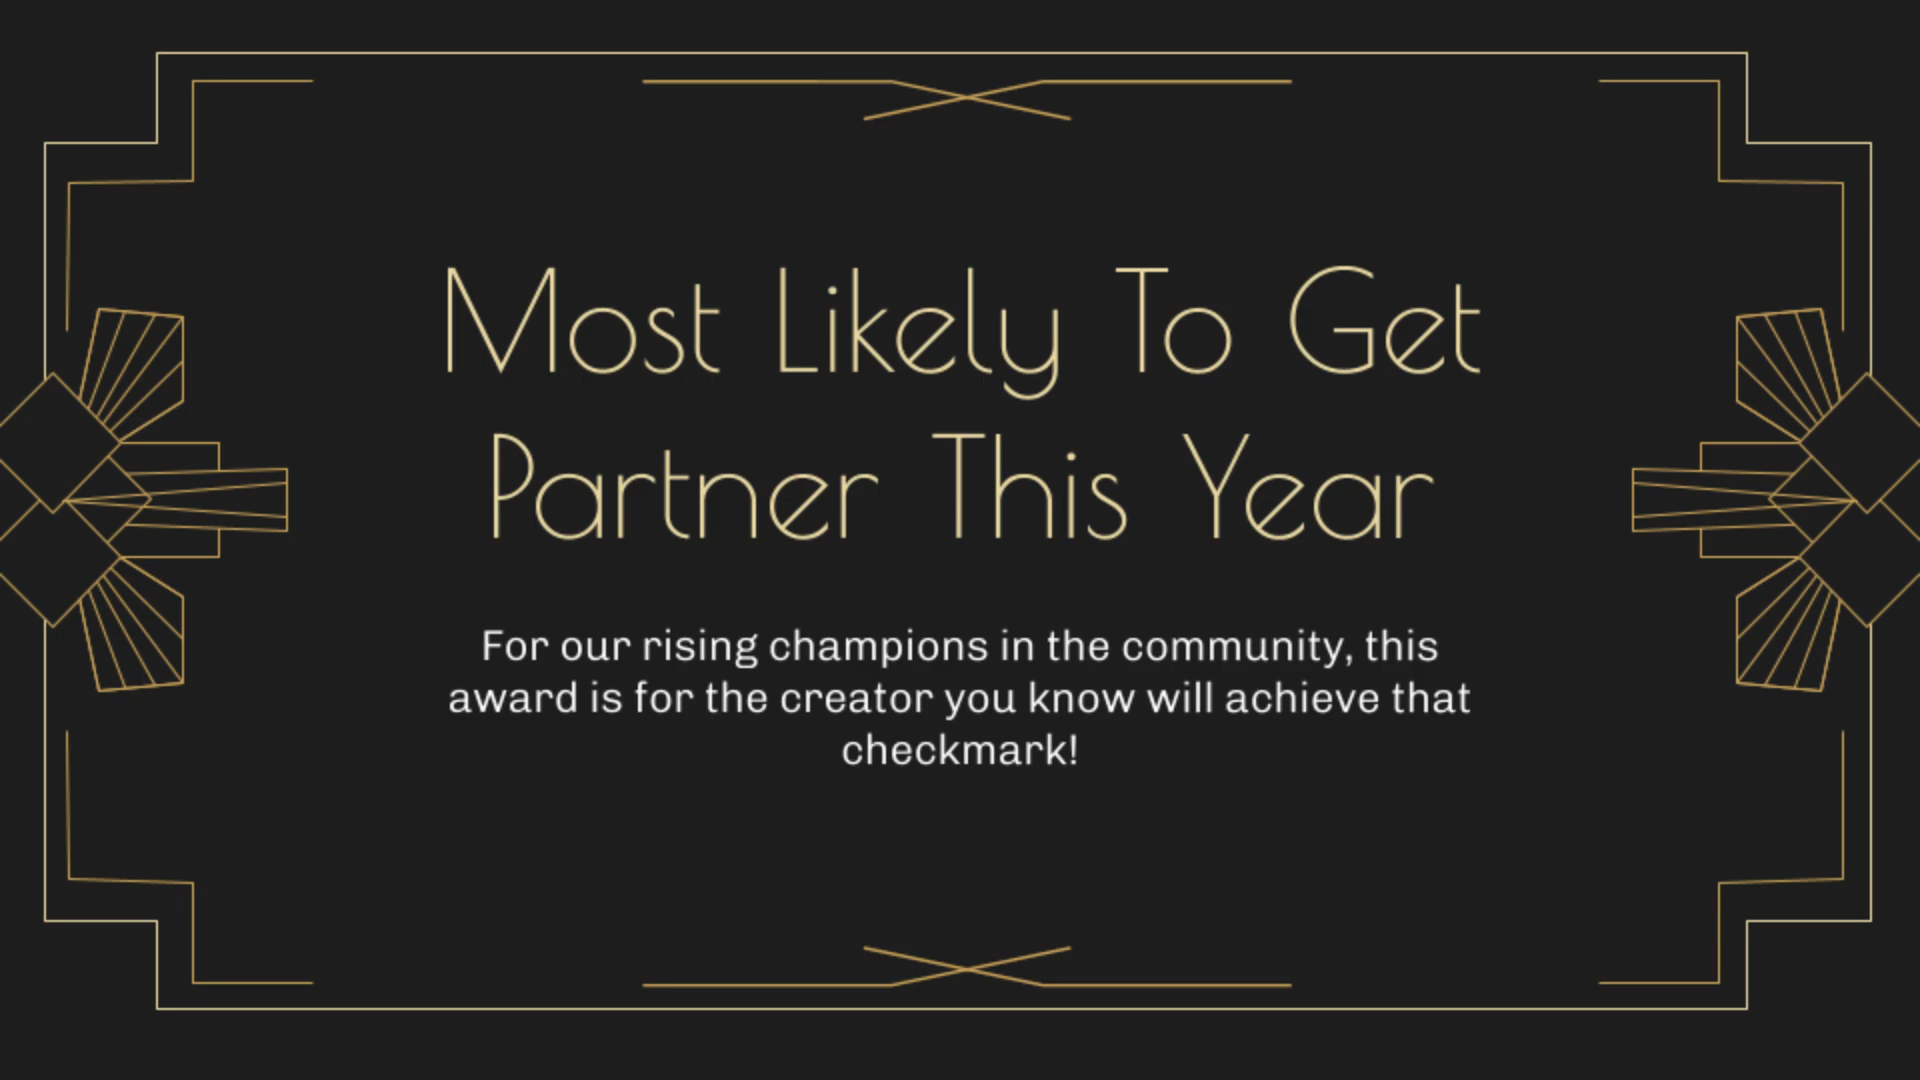 Most Likely To Get
Partner This Year
For our rising champions in the community, this
award is for the creator you know will achieve that
checkmark!